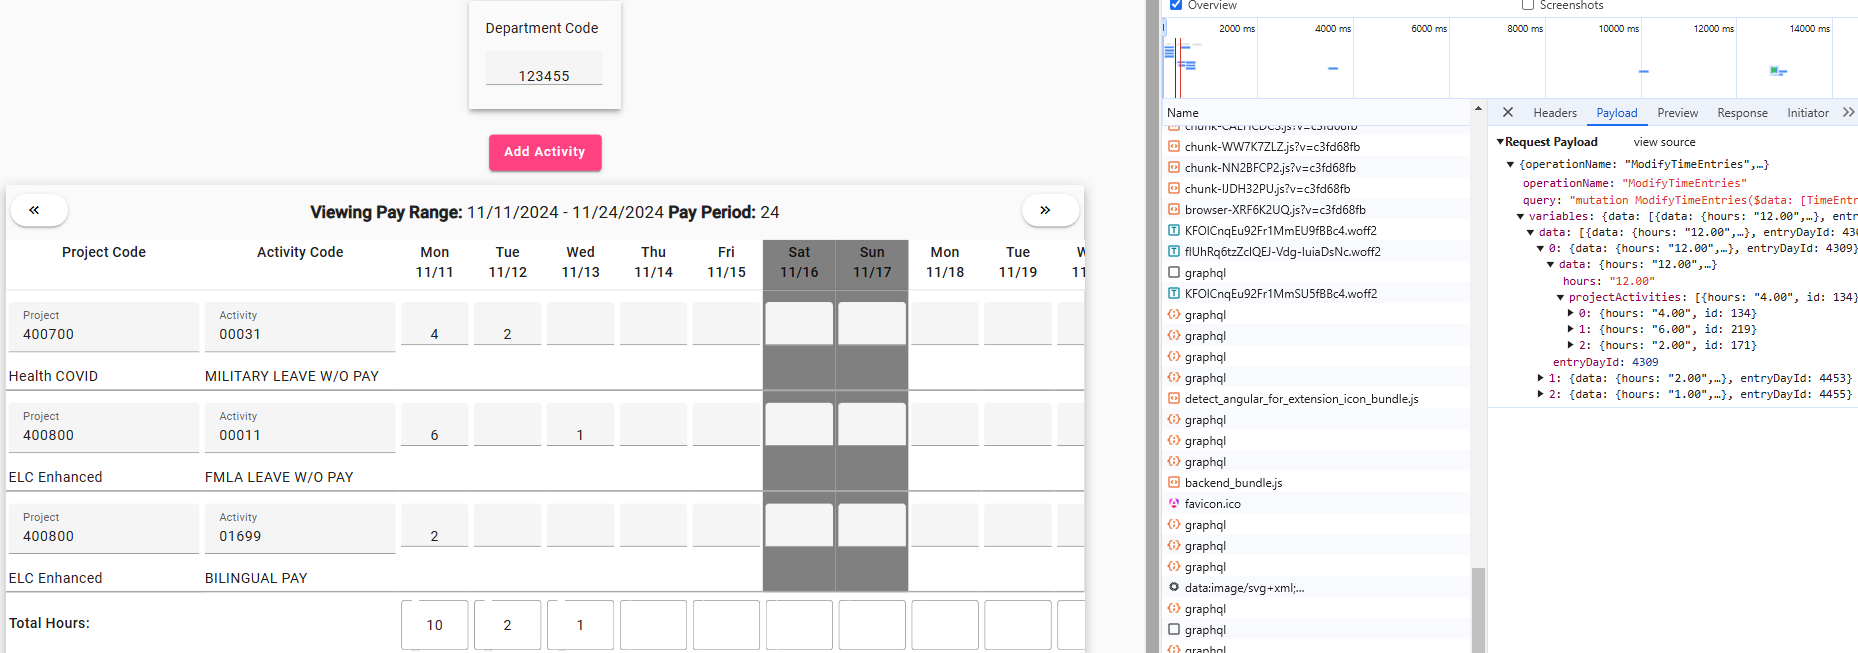 Department Code
123455
Add Activity
«
Viewing Pay Range: 11/11/2024 - 11/24/2024 Pay Period: 24
»
Project Code Activity Code Mon Tue Wed Thu Fri Sat Sun Mon Tue W
11/11 11/12 11/13 11/14 11/15 11/16 11/17 11/18 11/19 11
Project Activity
400700 00031 4 2
Health COVID MILITARY LEAVE W/O PAY
Project Activity
400800 00011 6 1
ELC Enhanced FMLA LEAVE W/O PAY
Project Activity
400800 01699 2
ELC Enhanced BILINGUAL PAY
Total Hours: 10 2 1
Overview Screenshots
2000 ms 4000 ms 6000 ms 8000 ms 10000 ms 12000 ms 14000 ms
Name
chunk-WW7K7ZLZ.js?v=c3fd68fb
chunk-NN2BFCP2.js?v=c3fd68fb
chunk-IJDH32PU.js?v=c3fd68fb
browser-XRF6K2UQ.js?v=c3fd68fb
KFOlCnqEu92Fr1MmEU9fBBc4.woff2
flUhRq6tzZclQEJ-Vdg-IuiaDsNc.woff2
graphql
KFOlCnqEu92Fr1MmSU5fBBc4.woff2
graphql
graphql
graphql
graphql
detect_angular_for_extension_icon_bundle.js
graphql
graphql
graphql
backend_bundle.js
favicon.ico
graphql
graphql
graphql
data:image/svg+xml;...
graphql
graphql
graphql
Headers Payload Preview Response Initiator
Request Payload view source
{operationName: "ModifyTimeEntries",…}
operationName: "ModifyTimeEntries"
query: "mutation ModifyTimeEntries($data: [TimeEn
variables: {data: [{data: {hours: "12.00",…}, ent
data: [{data: {hours: "12.00",…}, entryDayId: 430
0: {data: {hours: "12.00",…}, entryDayId: 4309}
data: {hours: "12.00",…}
hours: "12.00"
projectActivities: [{hours: "4.00", id: 134}
0: {hours: "4.00", id: 134}
1: {hours: "6.00", id: 219}
2: {hours: "2.00", id: 171}
entryDayId: 4309
1: {data: {hours: "2.00",…}, entryDayId: 4453}
2: {data: {hours: "1.00",…}, entryDayId: 4455}